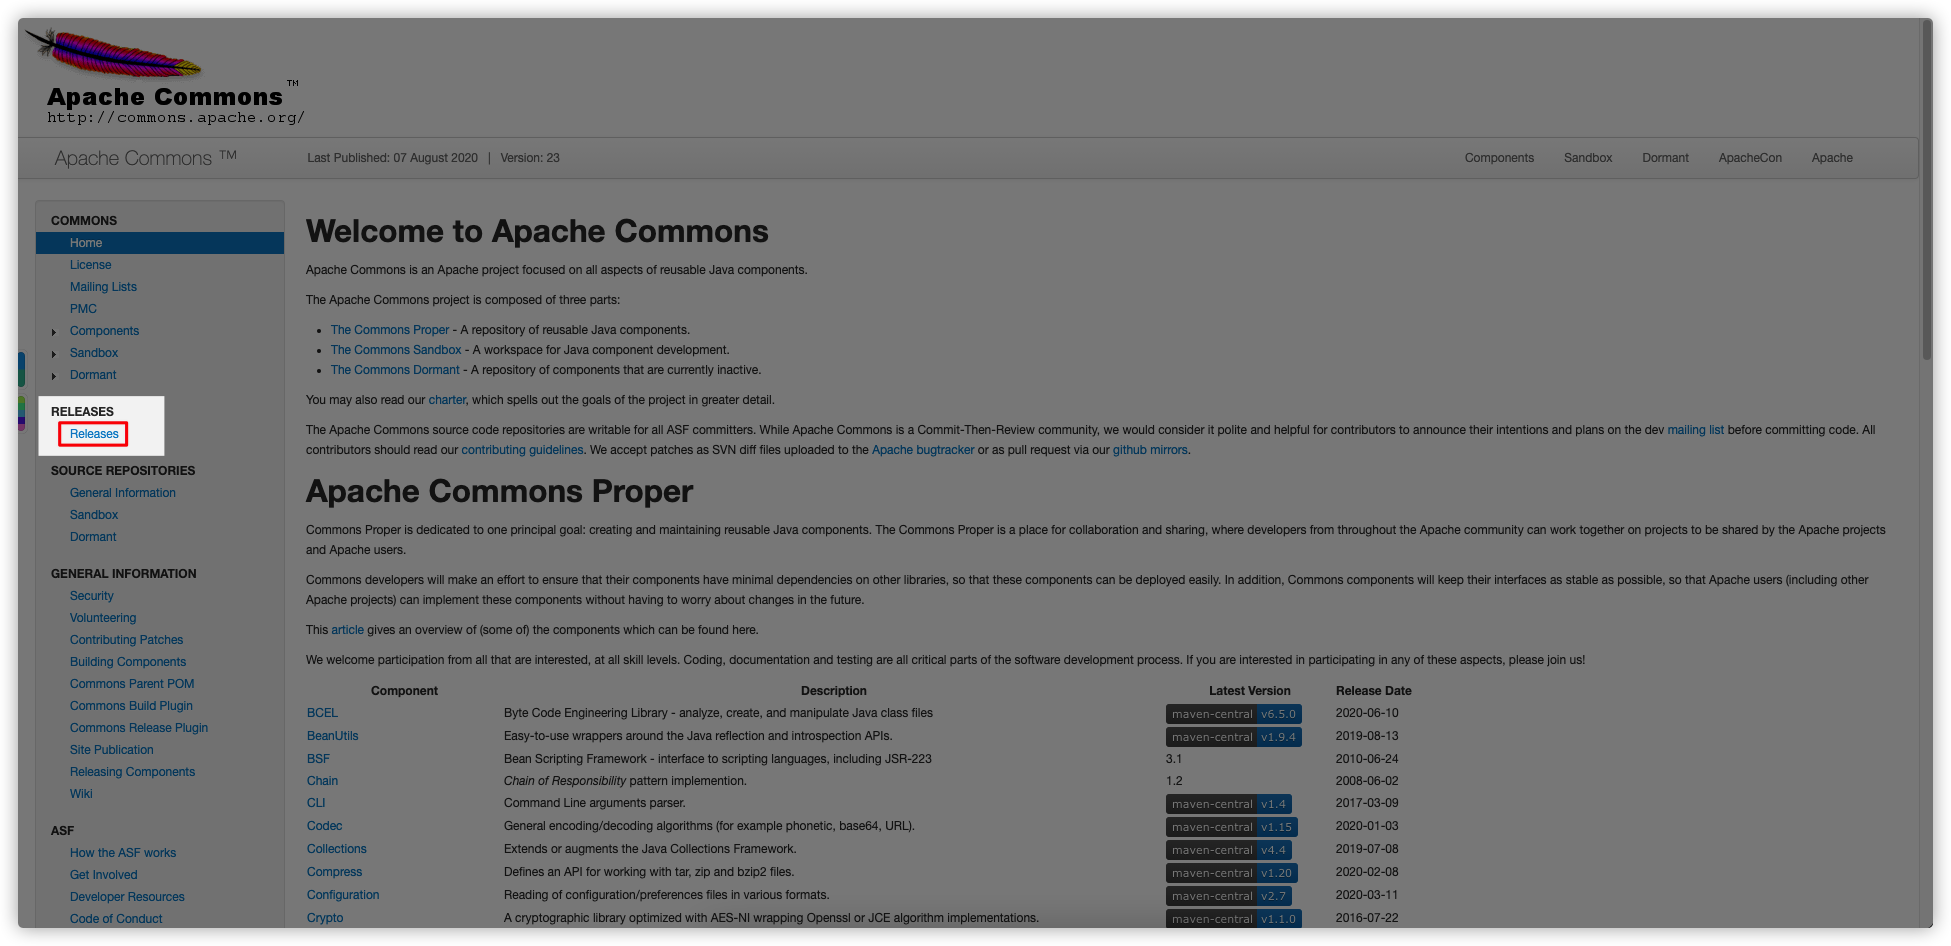 Apache Commons ™
http://commons.apache.org/
Apache Commons ™
Last Published: 07 August 2020 | Version: 23
Components Sandbox Dormant ApacheCon Apache
COMMONS
Home
License
Mailing Lists
PMC
Components
Sandbox
Dormant
RELEASES
Releases
SOURCE REPOSITORIES
General Information
Sandbox
Dormant
GENERAL INFORMATION
Security
Volunteering
Contributing Patches
Building Components
Commons Parent POM
Commons Build Plugin
Commons Release Plugin
Site Publication
Releasing Components
Wiki
ASF
How the ASF works
Get Involved
Developer Resources
Code of Conduct
Welcome to Apache Commons
Apache Commons is an Apache project focused on all aspects of reusable Java components.
The Apache Commons project is composed of three parts:
• The Commons Proper - A repository of reusable Java components.
• The Commons Sandbox - A workspace for Java component development.
• The Commons Dormant - A repository of components that are currently inactive.
You may also read our charter, which spells out the goals of the project in greater detail.
The Apache Commons source code repositories are writable for all ASF committers. While Apache Commons is a Commit-Then-Review community, we would consider it polite and helpful for contributors to announce their intentions and plans on the dev mailing list before committing code. All
contributors should read our contributing guidelines. We accept patches as SVN diff files uploaded to the Apache bugtracker or as pull request via our github mirrors.
Apache Commons Proper
Commons Proper is dedicated to one principal goal: creating and maintaining reusable Java components. The Commons Proper is a place for collaboration and sharing, where developers from throughout the Apache community can work together on projects to be shared by the Apache projects
and Apache users.
Commons developers will make an effort to ensure that their components have minimal dependencies on other libraries, so that these components can be deployed easily. In addition, Commons components will keep their interfaces as stable as possible, so that Apache users (including other
Apache projects) can implement these components without having to worry about changes in the future.
This article gives an overview of (some of) the components which can be found here.
We welcome participation from all that are interested, at all skill levels. Coding, documentation and testing are all critical parts of the software development process. If you are interested in participating in any of these aspects, please join us!
Component Description Latest Version Release Date
BCEL Byte Code Engineering Library - analyze, create, and manipulate Java class files maven-central v6.5.0 2020-06-10
BeanUtils Easy-to-use wrappers around the Java reflection and introspection APIs. maven-central v1.9.4 2019-08-13
BSF Bean Scripting Framework - interface to scripting languages, including JSR-223 3.1 2010-06-24
Chain Chain of Responsibility pattern implemention. 1.2 2008-06-02
CLI Command Line arguments parser. maven-central v1.4 2017-03-09
Codec General encoding/decoding algorithms (for example phonetic, base64, URL). maven-central v1.15 2020-01-03
Collections Extends or augments the Java Collections Framework. maven-central v4.4 2019-07-08
Compress Defines an API for working with tar, zip and bzip2 files. maven-central v1.20 2020-02-08
Configuration Reading of configuration/preferences files in various formats. maven-central v2.7 2020-03-11
Crypto A cryptographic library optimized with AES-NI wrapping Openssl or JCE algorithm implementations. maven-central v1.1.0 2016-07-22